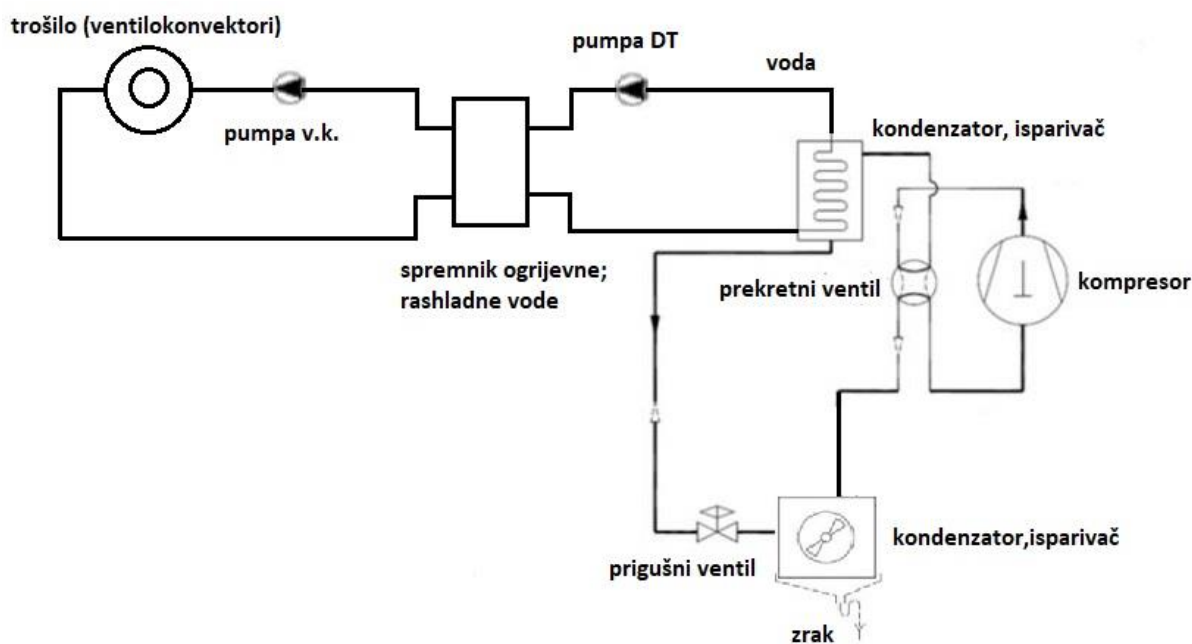 trošilo (ventilokonvektori)
pumpa DT
voda
pumpa v.k.
kondenzator, isparivač
spremnik ogrijevne;
rashladne vode
prekretni ventil
kompresor
prigušni ventil
kondenzator,isparivač
zrak